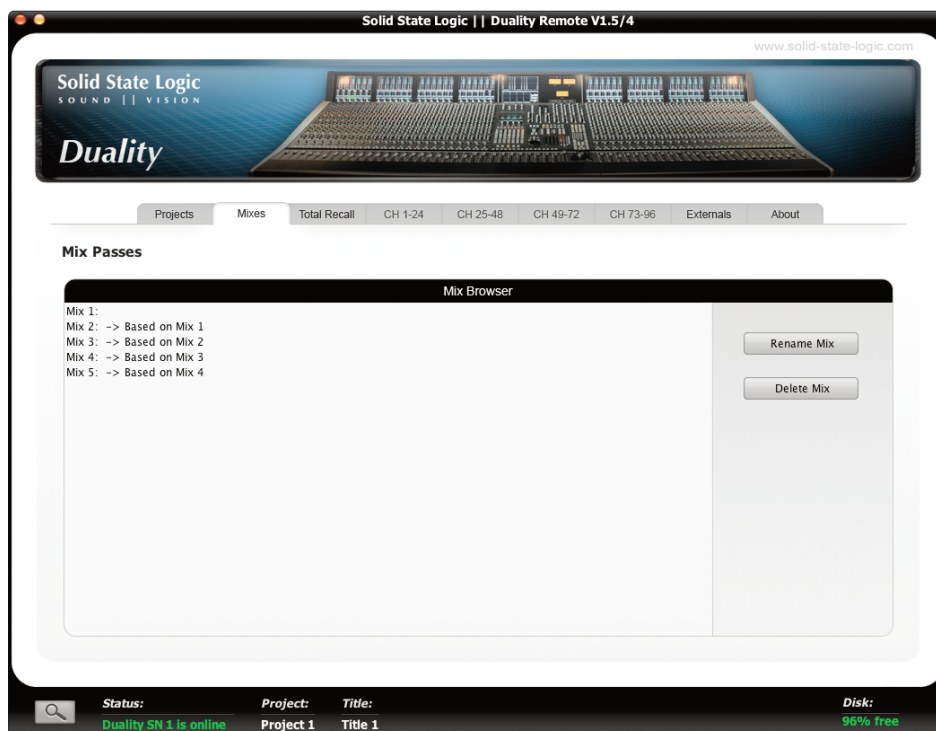 Solid State Logic || Duality Remote V1.5/4
www.solid-state-logic.com
Solid State Logic
SOUND || VISION
Duality
Projects Mixes Total Recall CH 1-24 CH 25-48 CH 49-72 CH 73-96 Externals About
Mix Passes
Mix Browser
Mix 1:
Mix 2: -> Based on Mix 1
Mix 3: -> Based on Mix 2
Mix 4: -> Based on Mix 3
Mix 5: -> Based on Mix 4
Rename Mix
Delete Mix
Status: Project: Title: Disk:
Duality SN 1 is online Project 1 Title 1 96% free